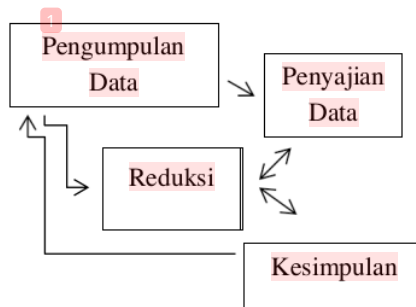 1
Pengumpulan
Data
Penyajian
Data
Reduksi
Kesimpulan